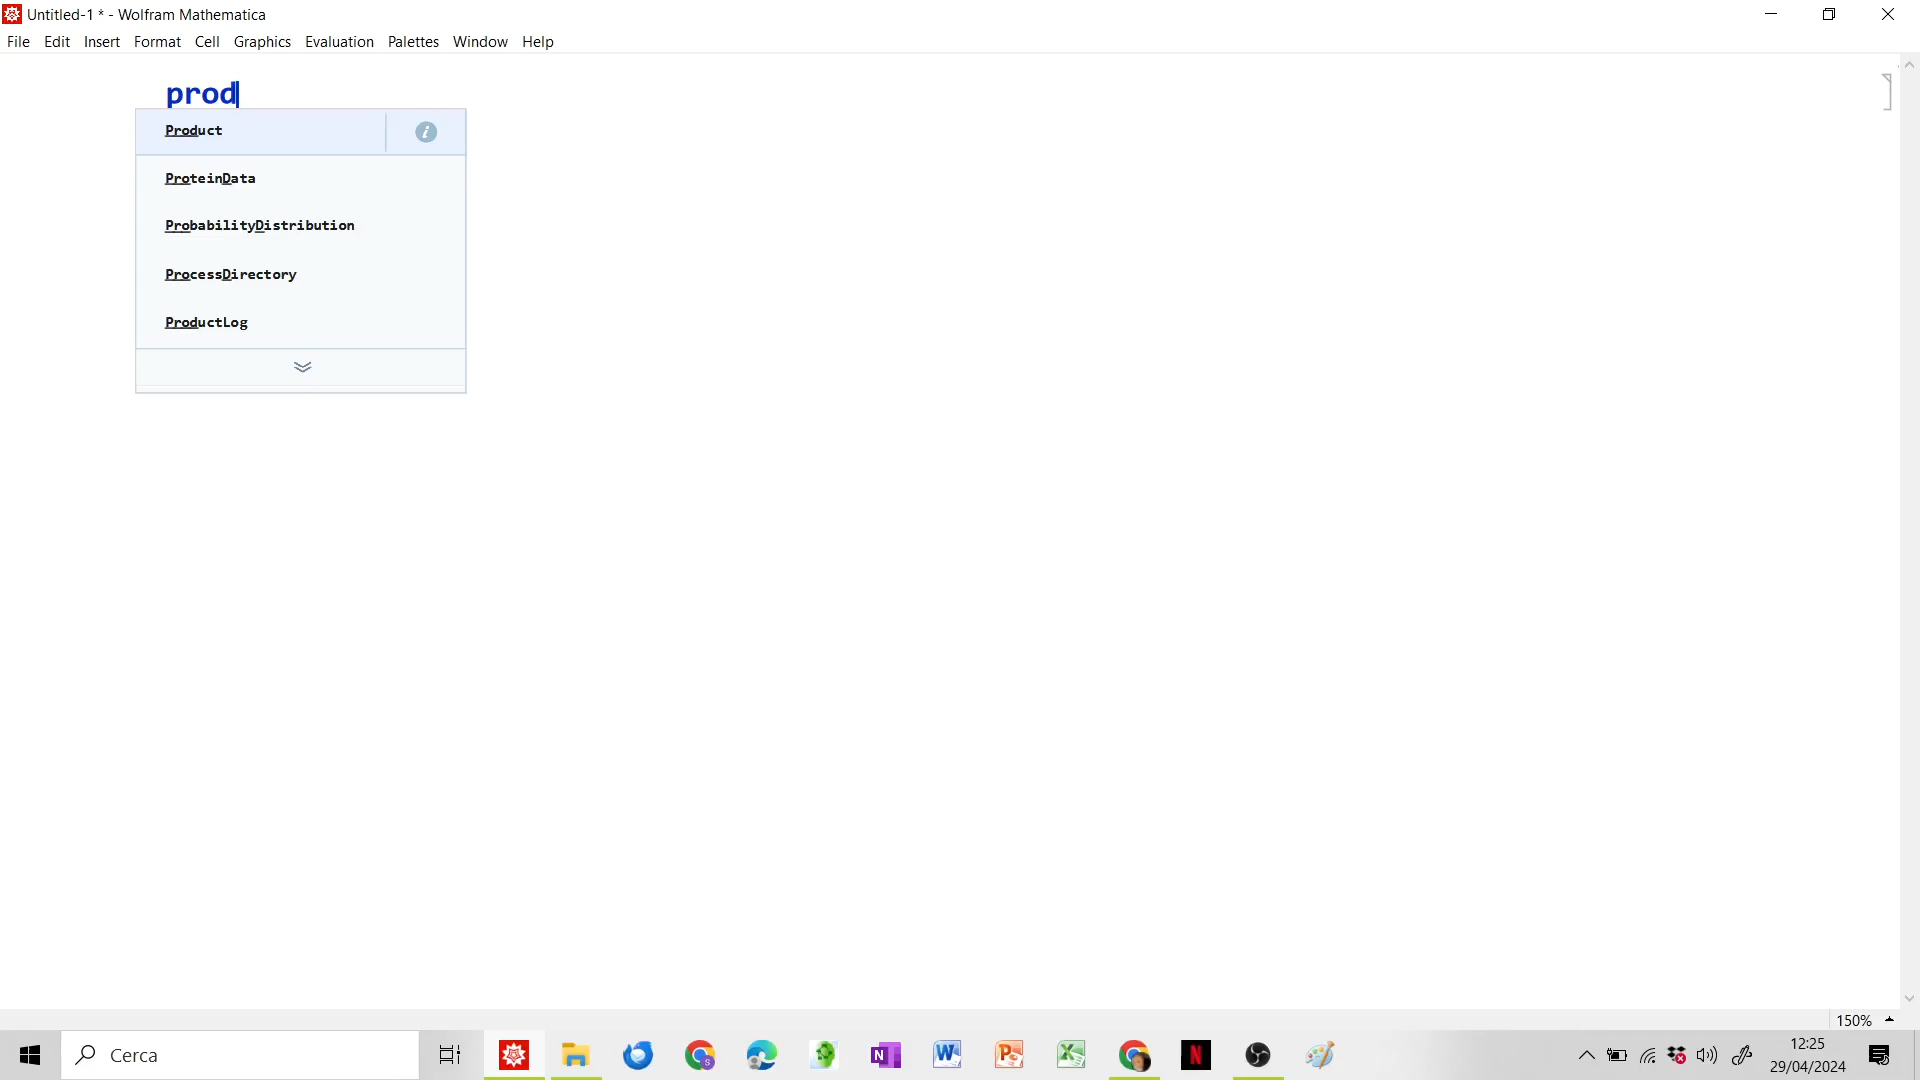 Untitled-1 * - Wolfram Mathematica
File Edit Insert Format Cell Graphics Evaluation Palettes Window Help
prod
Product
ProteinData
ProbabilityDistribution
ProcessDirectory
ProductLog
150%
Cerca
12:25
29/04/2024